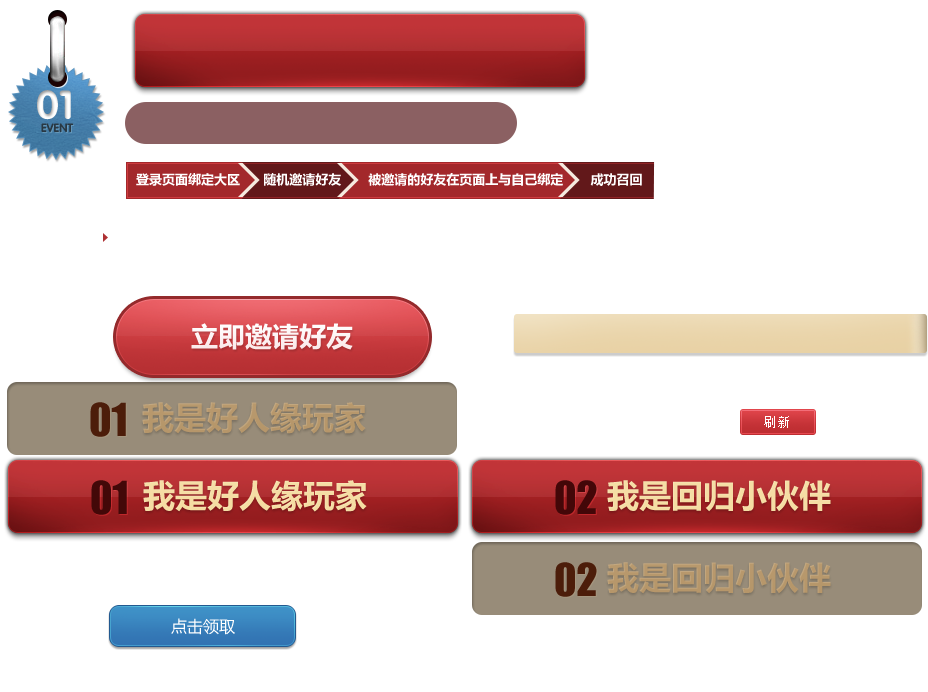 01
EVENT
登录页面绑定大区 随机邀请好友 被邀请的好友在页面上与自己绑定 成功召回
立即邀请好友
01 我是好人缘玩家
刷新
01 我是好人缘玩家
02 我是回归小伙伴
02 我是回归小伙伴
点击领取